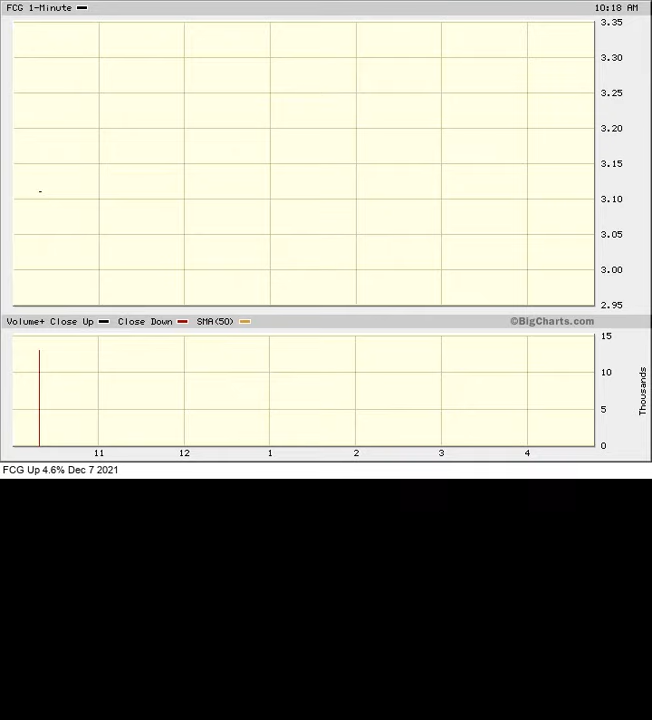 FCG 1-Minute 10:18 AM
3.35
3.30
3.25
3.20
3.15
3.10
3.05
3.00
2.95
Volume+ Close Up Close Down SMA(50) ©BigCharts.com
15
10
5
0
Thousands
11 12 1 2 3 4
FCG Up 4.6% Dec 7 2021